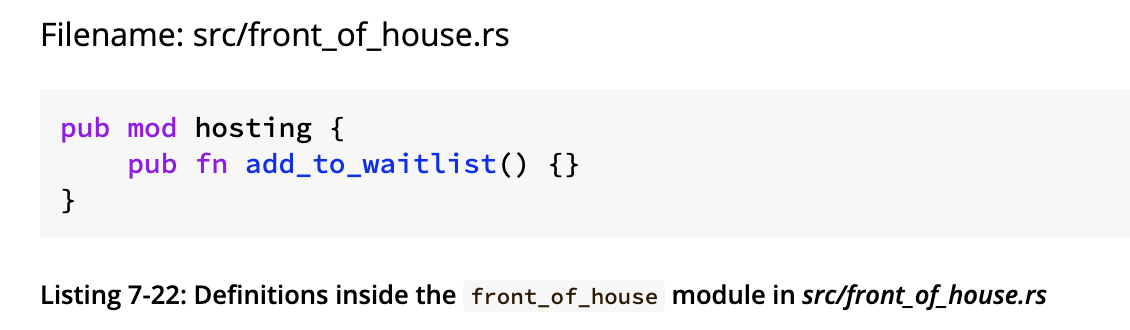 Filename: src/front_of_house.rs
pub mod hosting {
    pub fn add_to_waitlist() {}
}
Listing 7-22: Definitions inside the front_of_house module in src/front_of_house.rs